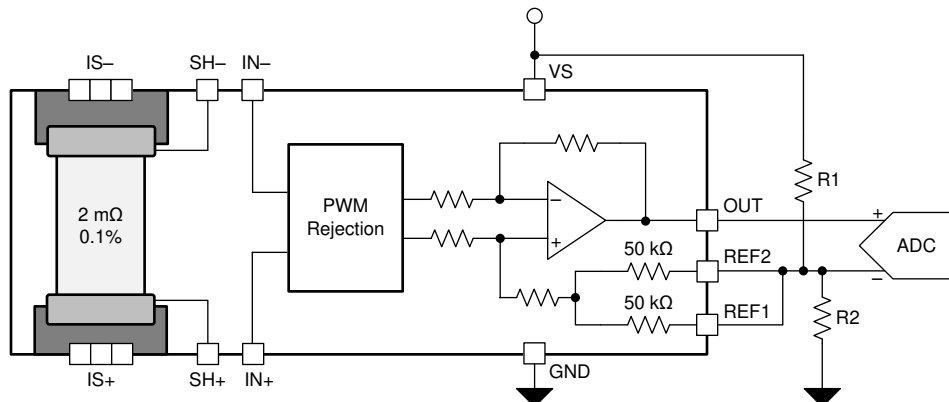 IS–
SH–
IN–
VS
2 mΩ
0.1%
PWM
Rejection
–
+
R1
OUT
+
ADC
–
50 kΩ
REF2
50 kΩ
REF1
R2
GND
IS+
SH+
IN+